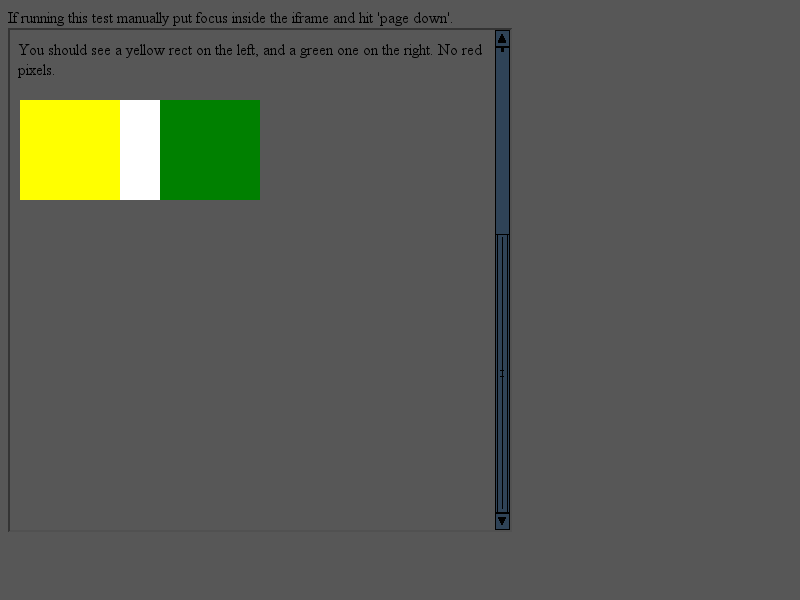 If running this test manually put focus inside the iframe and hit 'page down'.
You should see a yellow rect on the left, and a green one on the right. No red
pixels.